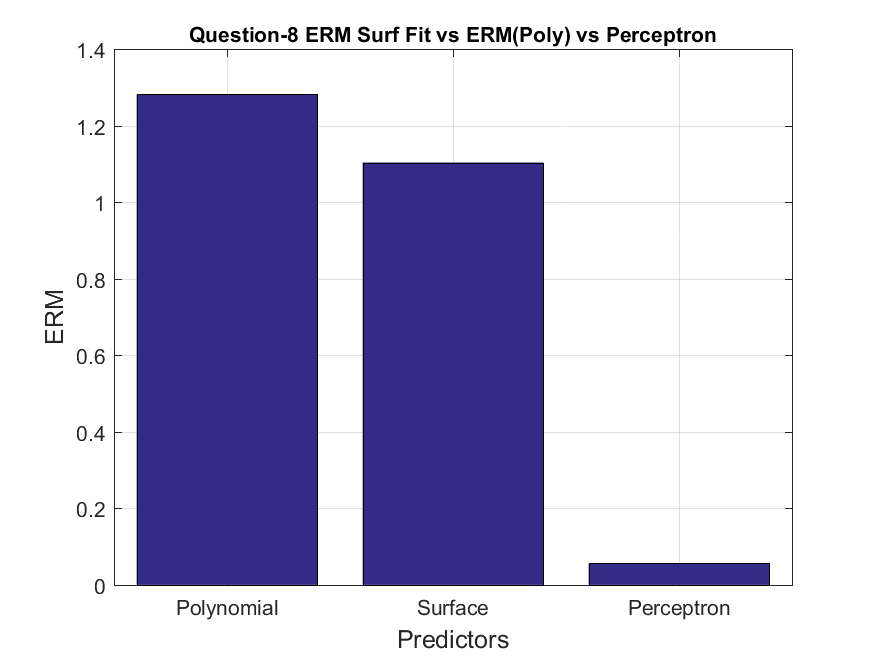 Question-8 ERM Surf Fit vs ERM(Poly) vs Perceptron
1.4
1.2
1
0.8
0.6
0.4
0.2
0
ERM
Polynomial Surface Perceptron
Predictors